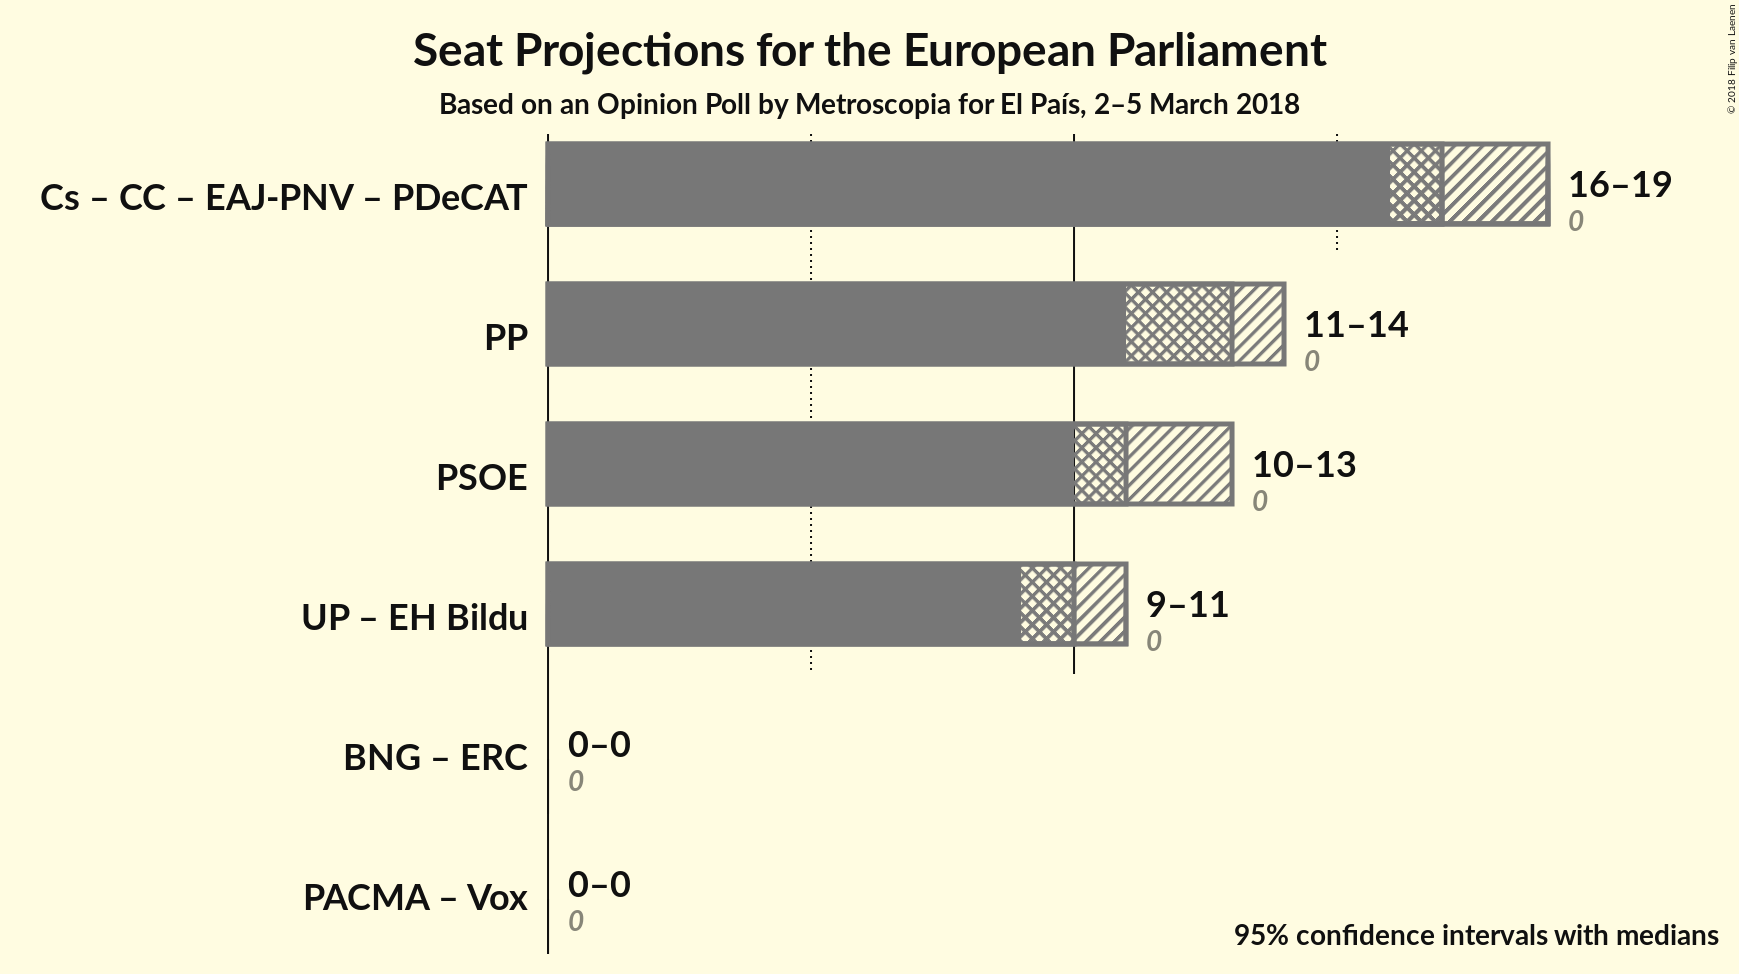 Seat Projections for the European Parliament
Based on an Opinion Poll by Metroscopia for El País, 2–5 March 2018
© 2018 Filip van Laenen
Cs – CC – EAJ-PNV – PDeCAT
16–19
0
PP
11–14
0
PSOE
10–13
0
UP – EH Bildu
9–11
0
BNG – ERC
0–0
0
PACMA – Vox
0–0
0
95% confidence intervals with medians